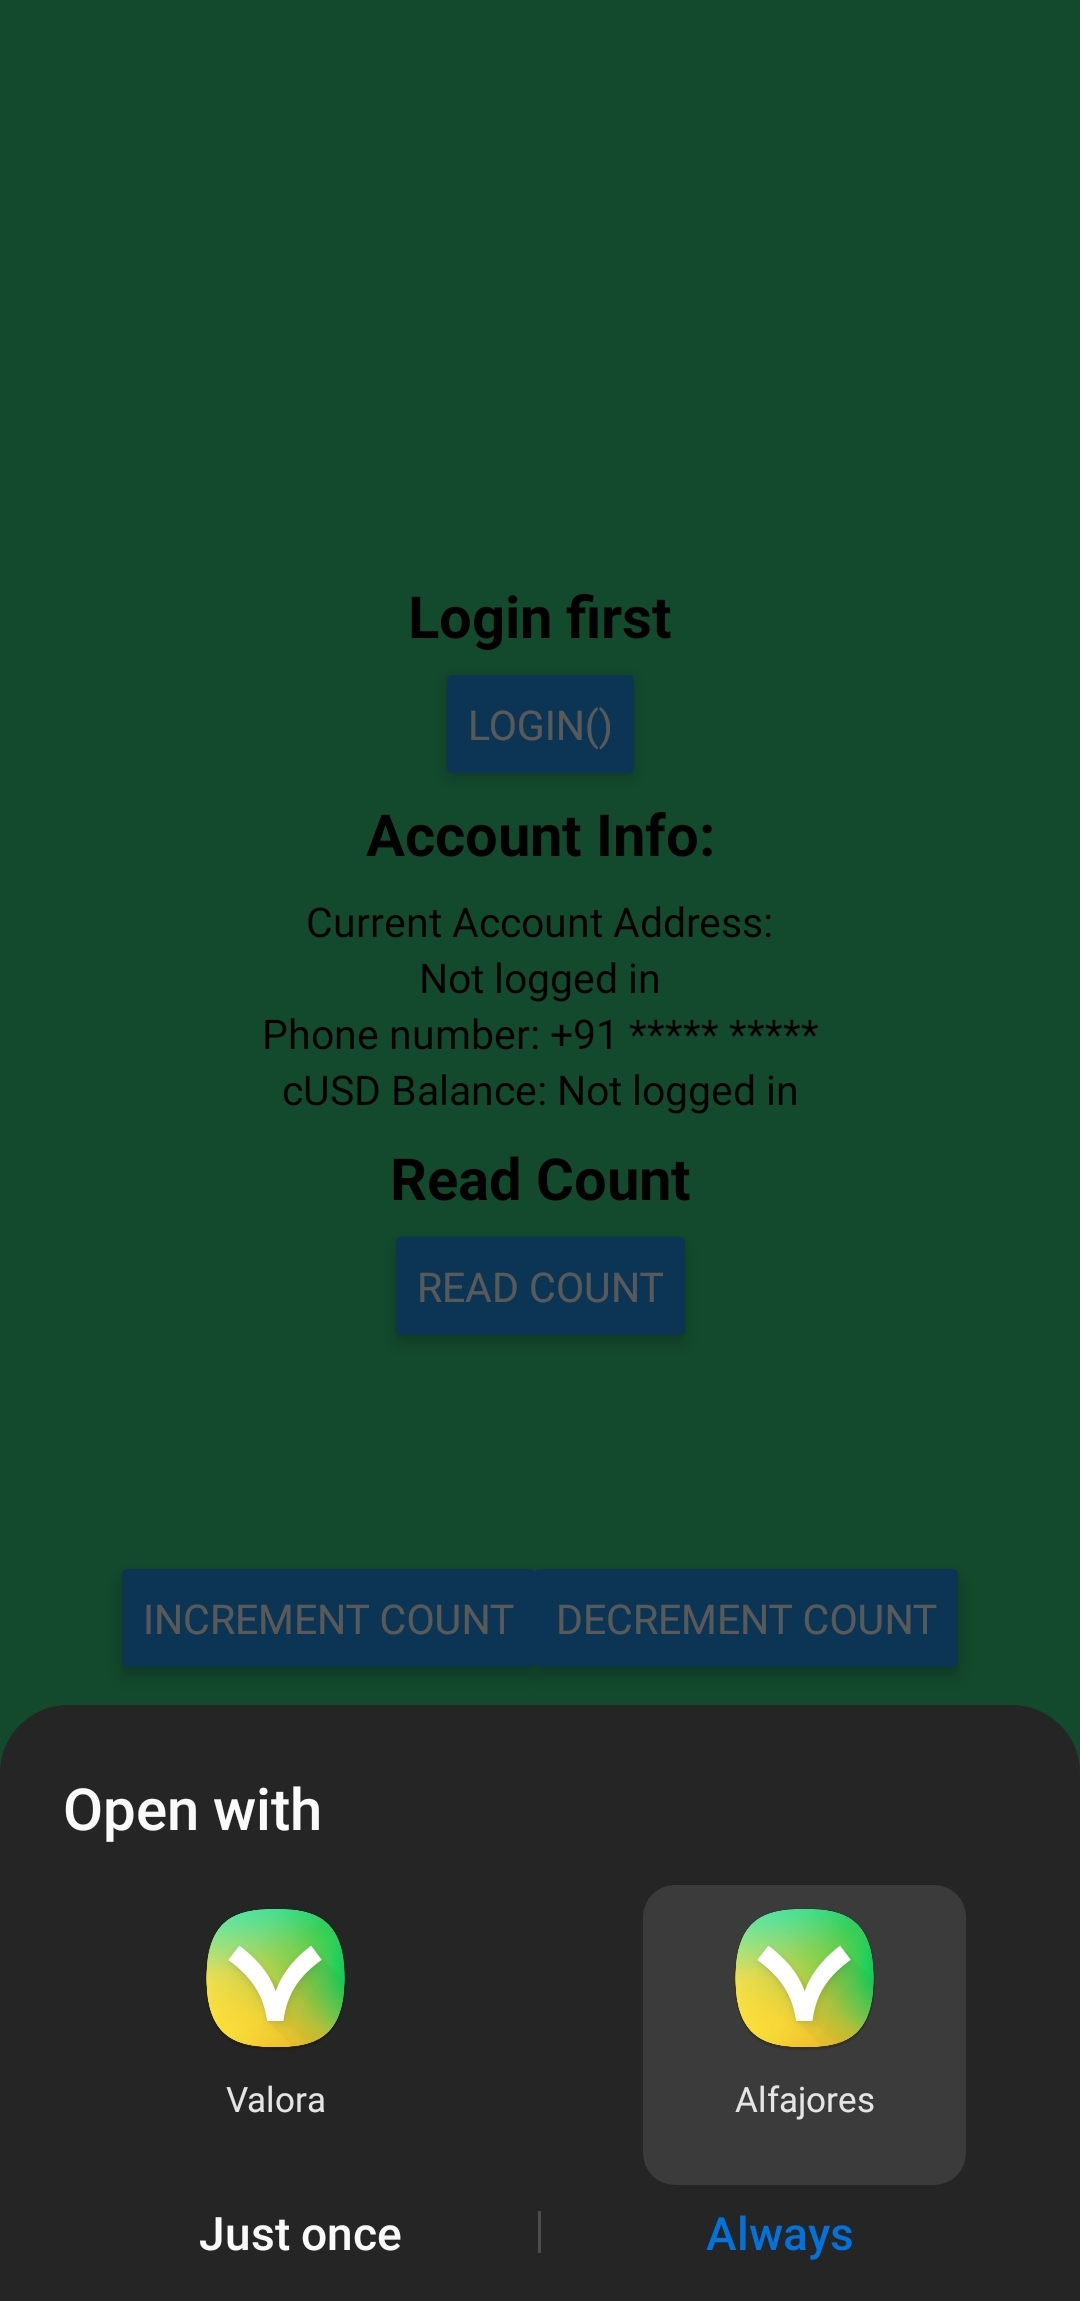 Login first
LOGIN()
Account Info:
Current Account Address:
Not logged in
Phone number: +91 ***** *****
cUSD Balance: Not logged in
Read Count
READ COUNT
INCREMENT COUNT DECREMENT COUNT
Open with
Valora Alfajores
Just once Always